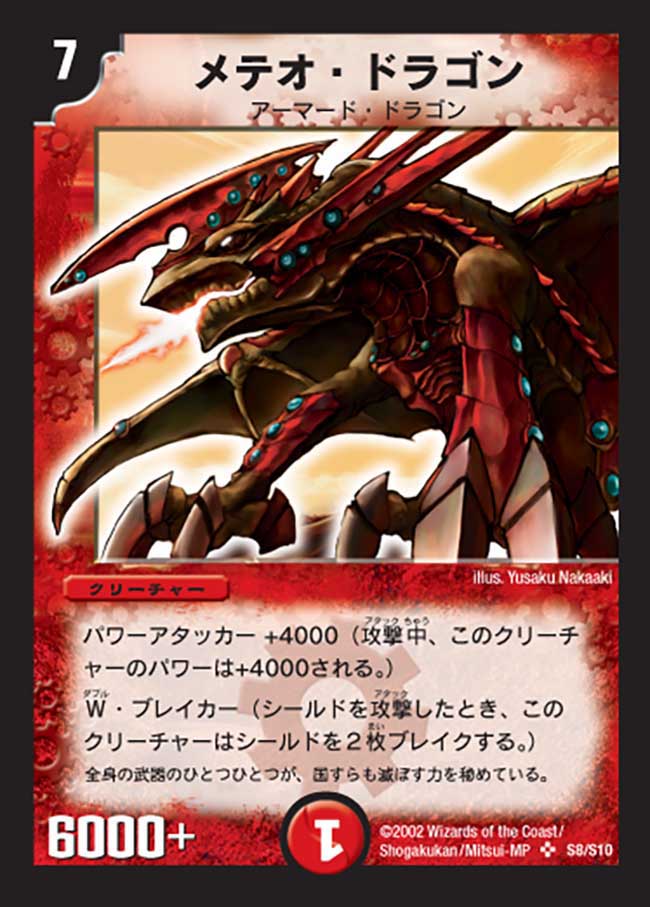 7
メテオ・ドラゴン
アーマード・ドラゴン
illus. Yusaku Nakaaki
クリーチャー
パワーアタッカー +4000（攻撃中、このクリーチ
ャーのパワーは+4000される。）
W・ブレイカー（シールドを攻撃したとき、この
クリーチャーはシールドを２枚ブレイクする。）
全身の武器のひとつひとつが、国すらも滅ぼす力を秘めている。
6000+
1
©2002 Wizards of the Coast/
Shogakukan/Mitsui-MP S8/S10